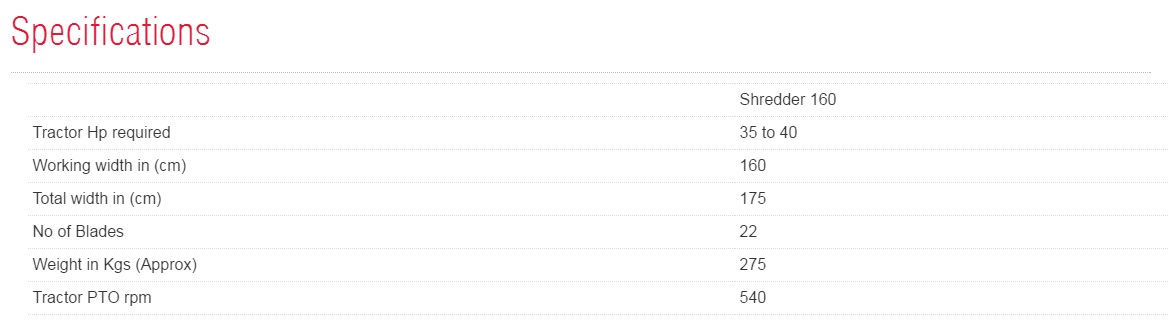 Specifications
Shredder 160
Tractor Hp required 35 to 40
Working width in (cm) 160
Total width in (cm) 175
No of Blades 22
Weight in Kgs (Approx) 275
Tractor PTO rpm 540